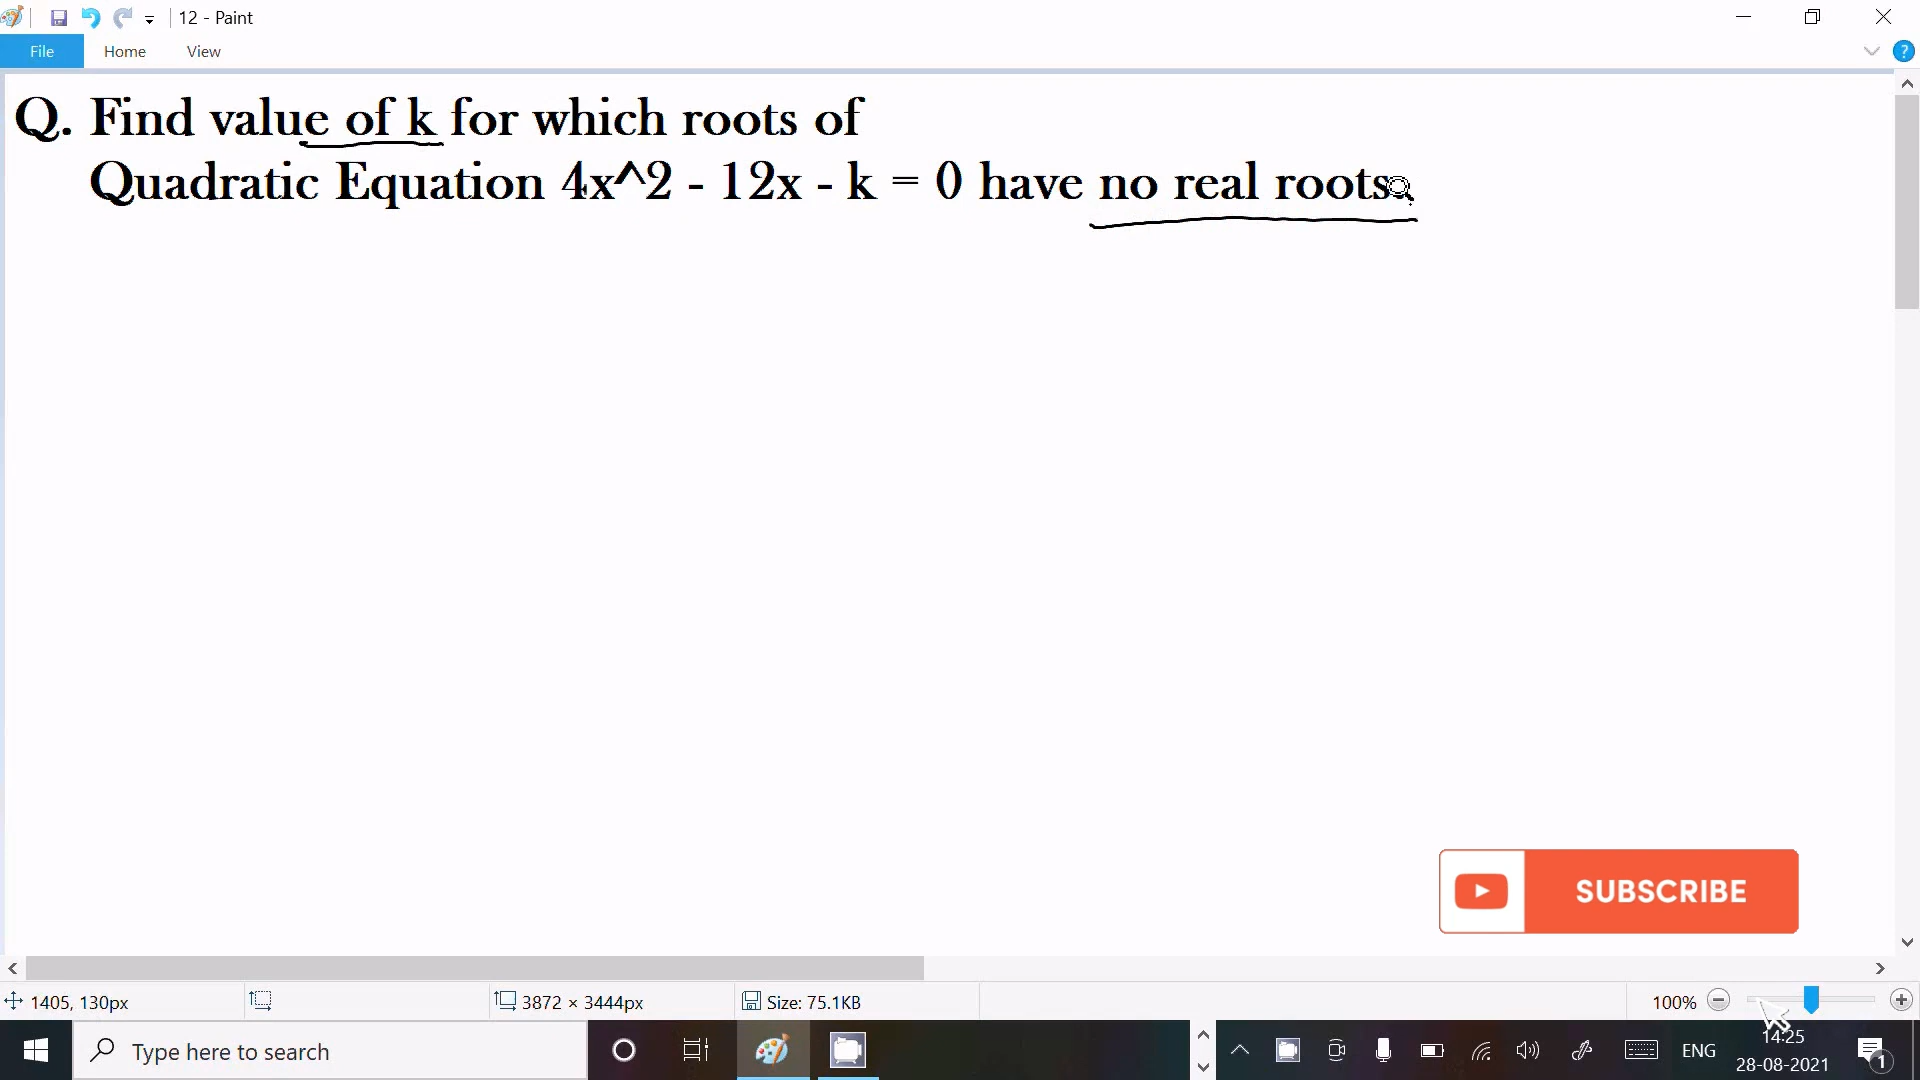 12 - Paint
File Home View
?
Q. Find value of k for which roots of
Quadratic Equation 4x^2 - 12x - k = 0 have no real roots.
SUBSCRIBE
1405, 130px 3872 × 3444px Size: 75.1KB 100%
Type here to search ENG 14:25
28-08-2021 1